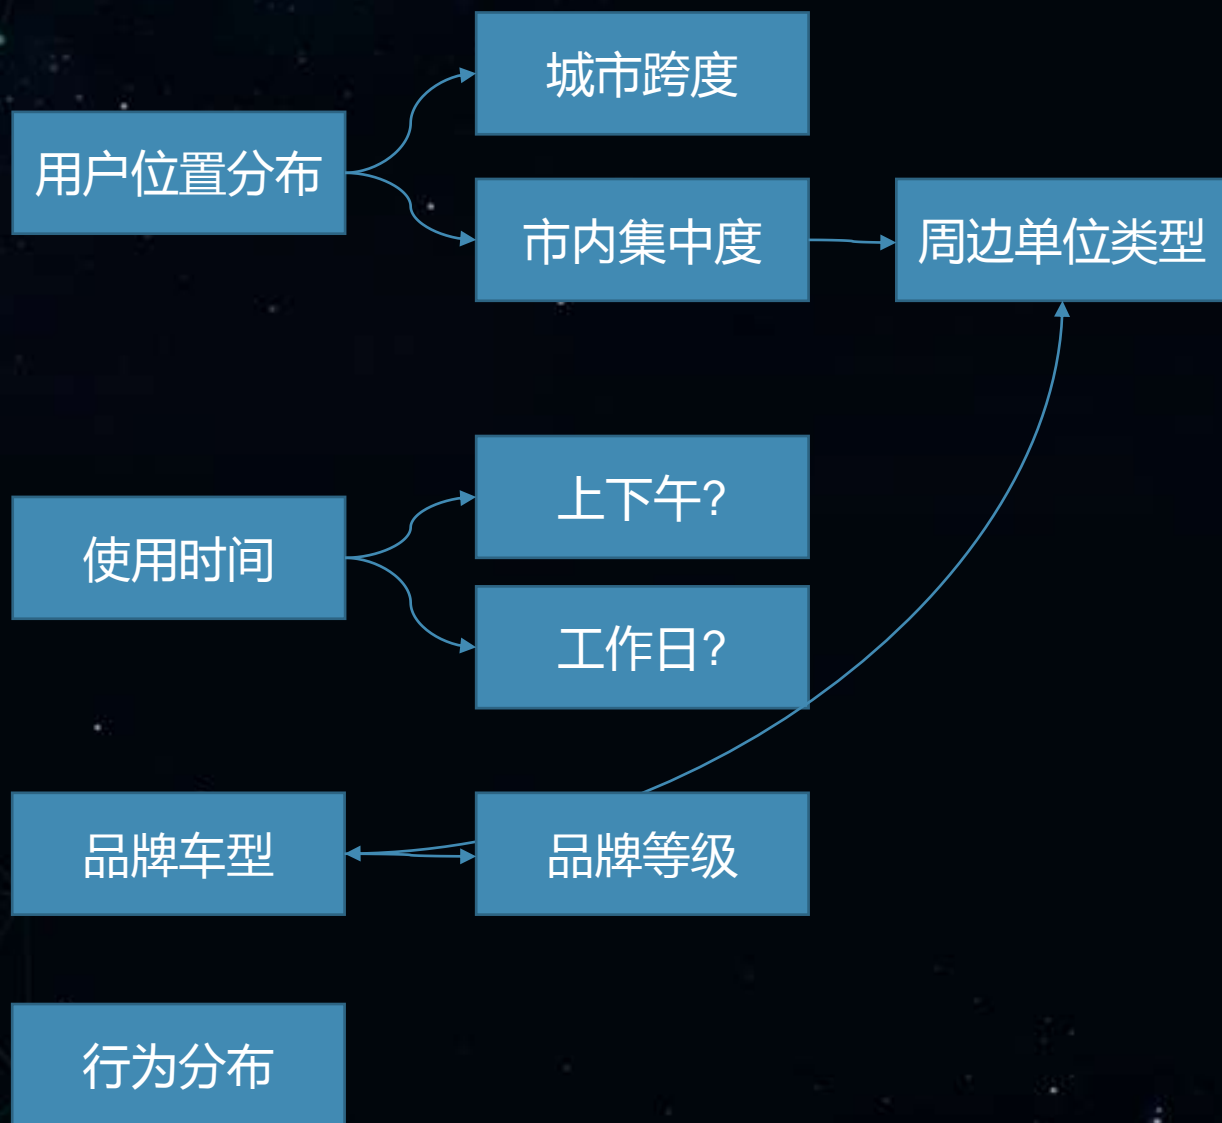 城市跨度
用户位置分布
市内集中度
周边单位类型
上下午?
使用时间
工作日?
品牌车型
品牌等级
行为分布